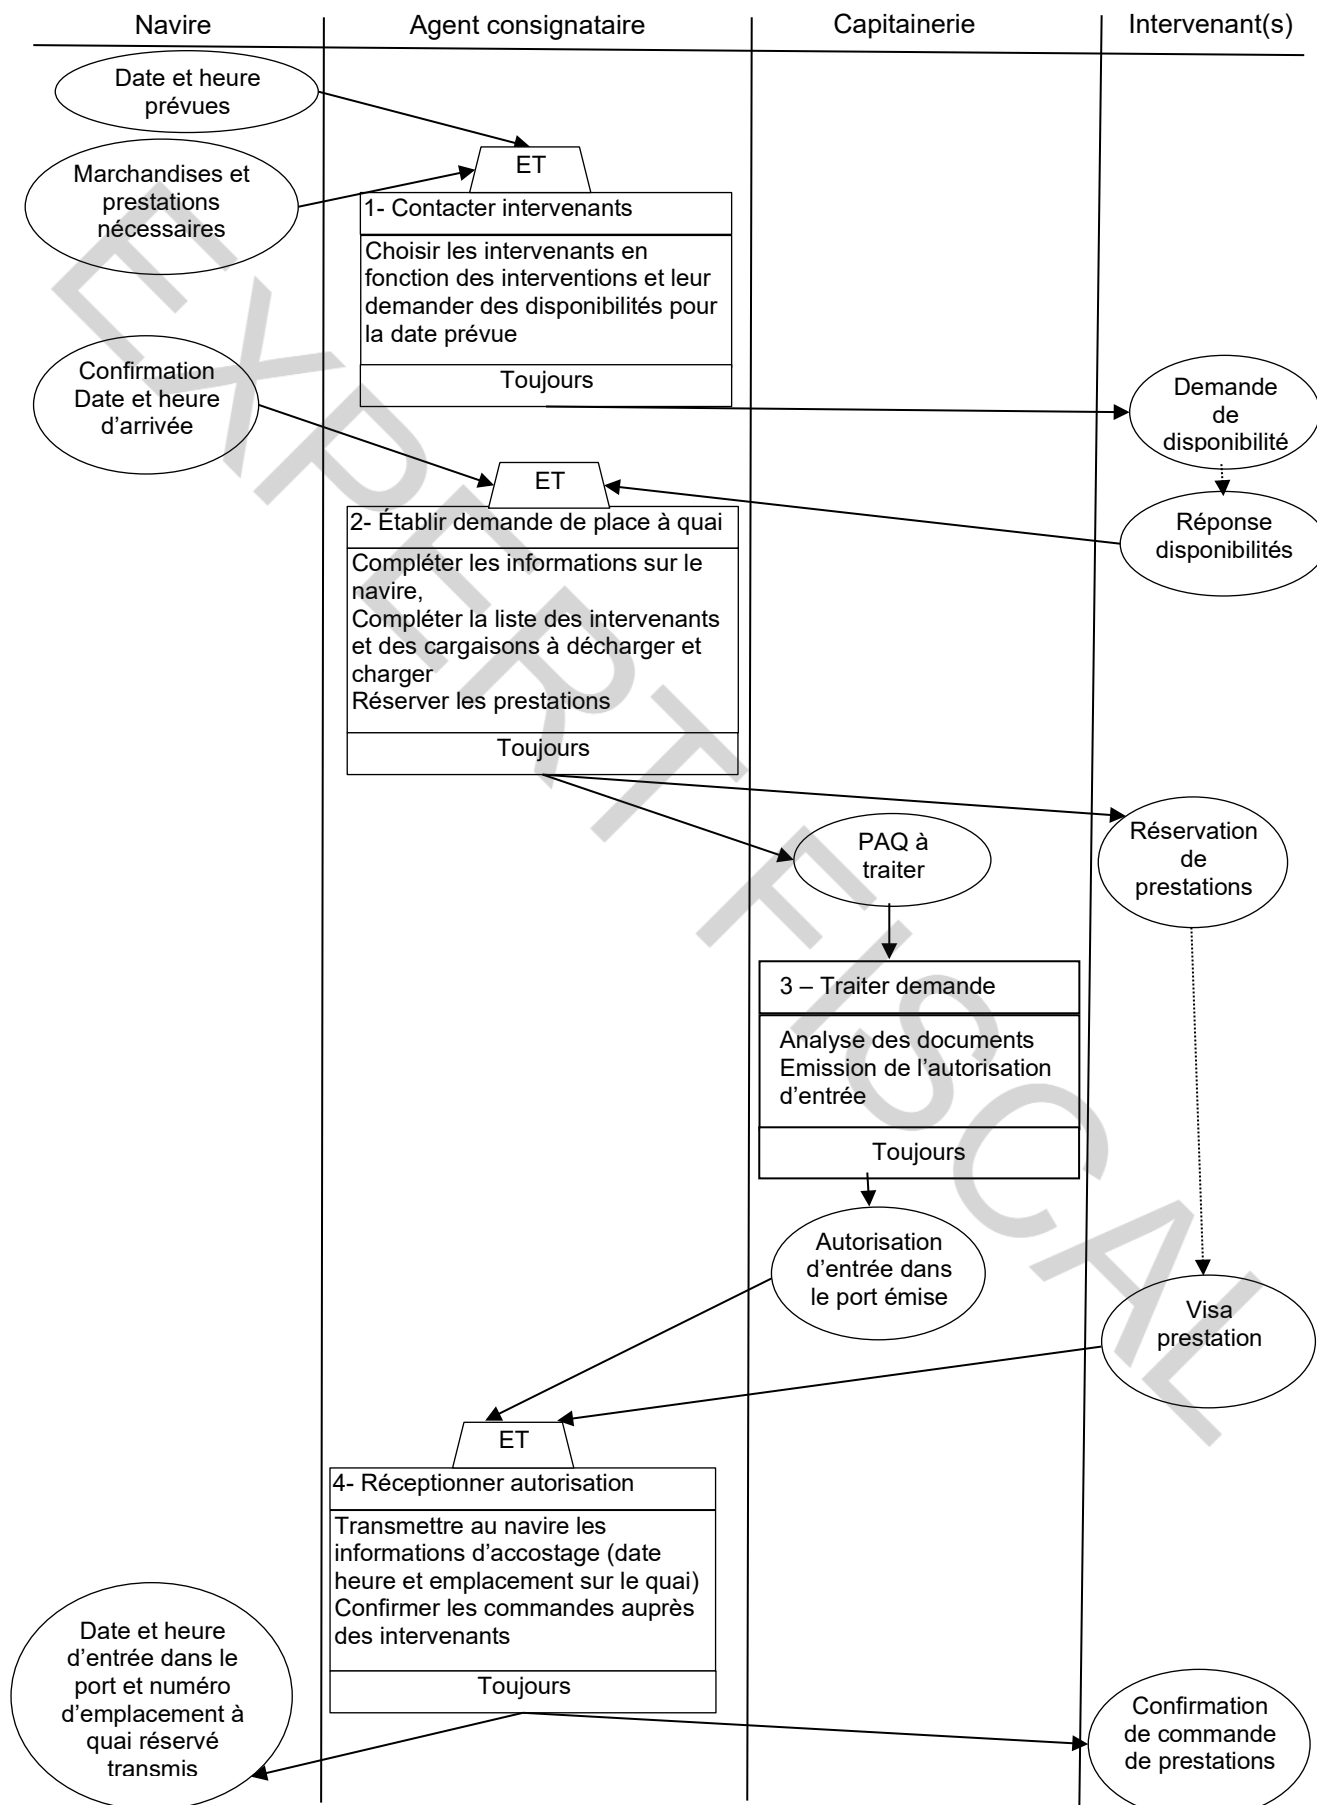 Navire
Agent consignataire
Capitainerie
Intervenant(s)
Date et heure
prévues
ET
Marchandises et
prestations
nécessaires
1- Contacter intervenants
Choisir les intervenants en
fonction des interventions et leur
demander des disponibilités pour
la date prévue
Toujours
Confirmation
Date et heure
d’arrivée
Demande
de
disponibilité
ET
2- Établir demande de place à quai
Réponse
disponibilités
Compléter les informations sur le
navire,
Compléter la liste des intervenants
et des cargaisons à décharger et
charger
Réserver les prestations
Toujours
PAQ à
traiter
Réservation
de
prestations
3 – Traiter demande
Analyse des documents
Emission de l’autorisation
d’entrée
Toujours
Autorisation
d’entrée dans
le port émise
Visa
prestation
ET
4- Réceptionner autorisation
Transmettre au navire les
informations d’accostage (date
heure et emplacement sur le quai)
Confirmer les commandes auprès
des intervenants
Toujours
Date et heure
d’entrée dans le
port et numéro
d’emplacement à
quai réservé
transmis
Confirmation
de commande
de prestations
EXPERT FISCAL